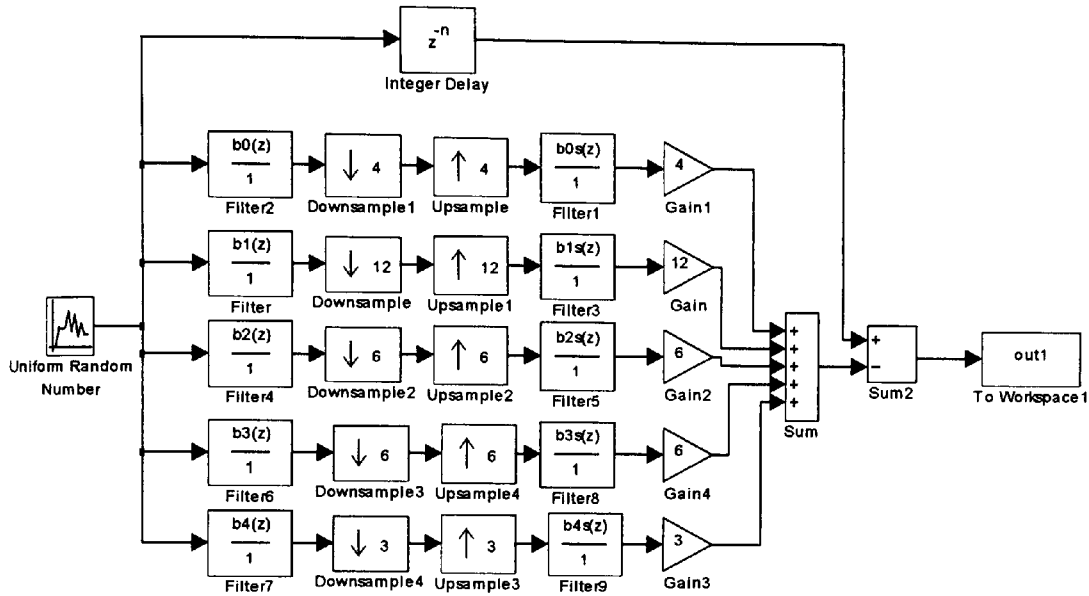 z-n
Integer Delay
b0(z)
1
Filter2
4
Downsample1
4
Upsample
b0s(z)
1
Filter1
4
Gain1
b1(z)
1
Filter
12
Downsample
12
Upsample1
b1s(z)
1
Filter3
12
Gain
Uniform Random
Number
b2(z)
1
Filter4
6
Downsample2
6
Upsample2
b2s(z)
1
Filter5
6
Gain2
b3(z)
1
Filter6
6
Downsample3
6
Upsample4
b3s(z)
1
Filter8
6
Gain4
b4(z)
1
Filter7
3
Downsample4
3
Upsample3
b4s(z)
1
Filter9
3
Gain3
+
+
+
+
+
Sum
+
−
Sum2
out1
To Workspace1